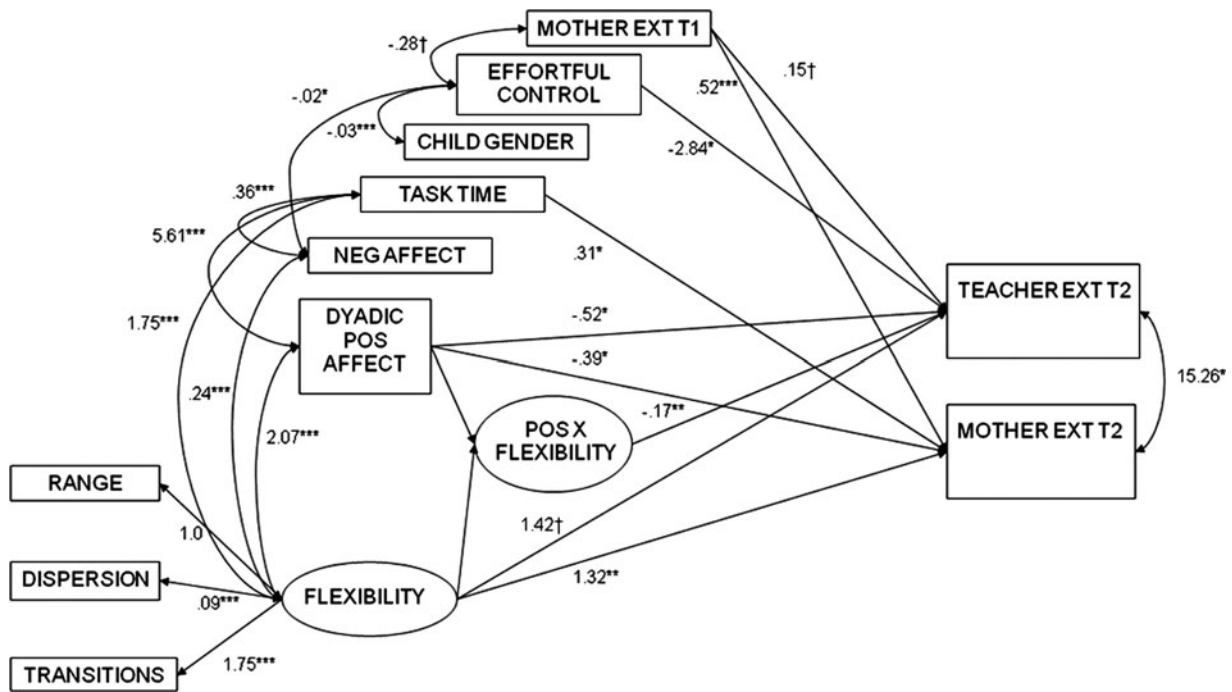 MOTHER EXT T1
-.28†
.15†
EFFORTFUL
CONTROL
.52***
-.02*
-.03***
CHILD GENDER
-2.84*
.36***
TASK TIME
5.61***
NEG AFFECT
.31*
TEACHER EXT T2
DYADIC
POS
AFFECT
-.52*
1.75***
-.39*
15.26*
.24***
2.07***
-.17**
POS X
FLEXIBILITY
MOTHER EXT T2
RANGE
1.0
1.42†
DISPERSION
.09***
FLEXIBILITY
1.32**
TRANSITIONS
1.75***